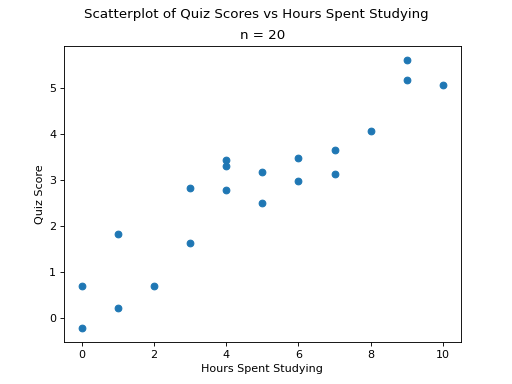 Scatterplot of Quiz Scores vs Hours Spent Studying
n = 20
Quiz Score
5
4
3
2
1
0
0 2 4 6 8 10
Hours Spent Studying